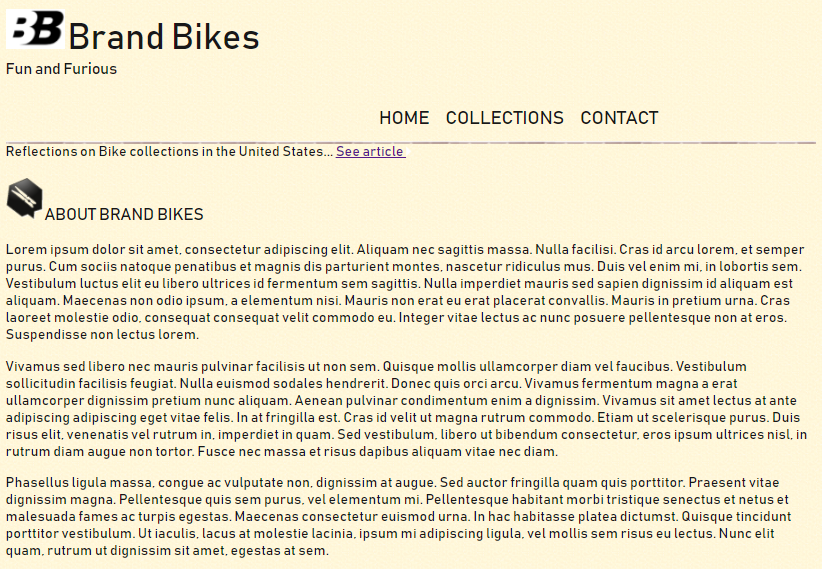 BB Brand Bikes
Fun and Furious
HOME COLLECTIONS CONTACT
Reflections on Bike collections in the United States... See article
ABOUT BRAND BIKES
Lorem ipsum dolor sit amet, consectetur adipiscing elit. Aliquam nec sagittis massa. Nulla facilisi. Cras id arcu lorem, et semper
purus. Cum sociis natoque penatibus et magnis dis parturient montes, nascetur ridiculus mus. Duis vel enim mi, in lobortis sem.
Vestibulum luctus elit eu libero ultrices id fermentum sem sagittis. Nulla imperdiet mauris sed sapien dignissim id aliquam est
aliquam. Maecenas non odio ipsum, a elementum nisi. Mauris non erat eu erat placerat convallis. Mauris in pretium urna. Cras
laoreet molestie odio, consequat consequat velit commodo eu. Integer vitae lectus ac nunc posuere pellentesque non at eros.
Suspendisse non lectus lorem.
Vivamus sed libero nec mauris pulvinar facilisis ut non sem. Quisque mollis ullamcorper diam vel faucibus. Vestibulum
sollicitudin facilisis feugiat. Nulla euismod sodales hendrerit. Donec quis orci arcu. Vivamus fermentum magna a erat
ullamcorper dignissim pretium nunc aliquam. Aenean pulvinar condimentum enim a dignissim. Vivamus sit amet lectus at ante
adipiscing adipiscing eget vitae felis. In at fringilla est. Cras id velit ut magna rutrum commodo. Etiam ut scelerisque purus. Duis
risus elit, venenatis vel rutrum in, imperdiet in quam. Sed vestibulum, libero ut bibendum consectetur, eros ipsum ultrices nisl, in
rutrum diam augue non tortor. Fusce nec massa et risus dapibus aliquam vitae nec diam.
Phasellus ligula massa, congue ac vulputate non, dignissim at augue. Sed auctor fringilla quam quis porttitor. Praesent vitae
dignissim magna. Pellentesque quis sem purus, vel elementum mi. Pellentesque habitant morbi tristique senectus et netus et
malesuada fames ac turpis egestas. Maecenas consectetur euismod urna. In hac habitasse platea dictumst. Quisque tincidunt
porttitor vestibulum. Ut iaculis, lacus at molestie lacinia, ipsum mi adipiscing ligula, vel mollis sem risus eu lectus. Nunc elit
quam, rutrum ut dignissim sit amet, egestas at sem.